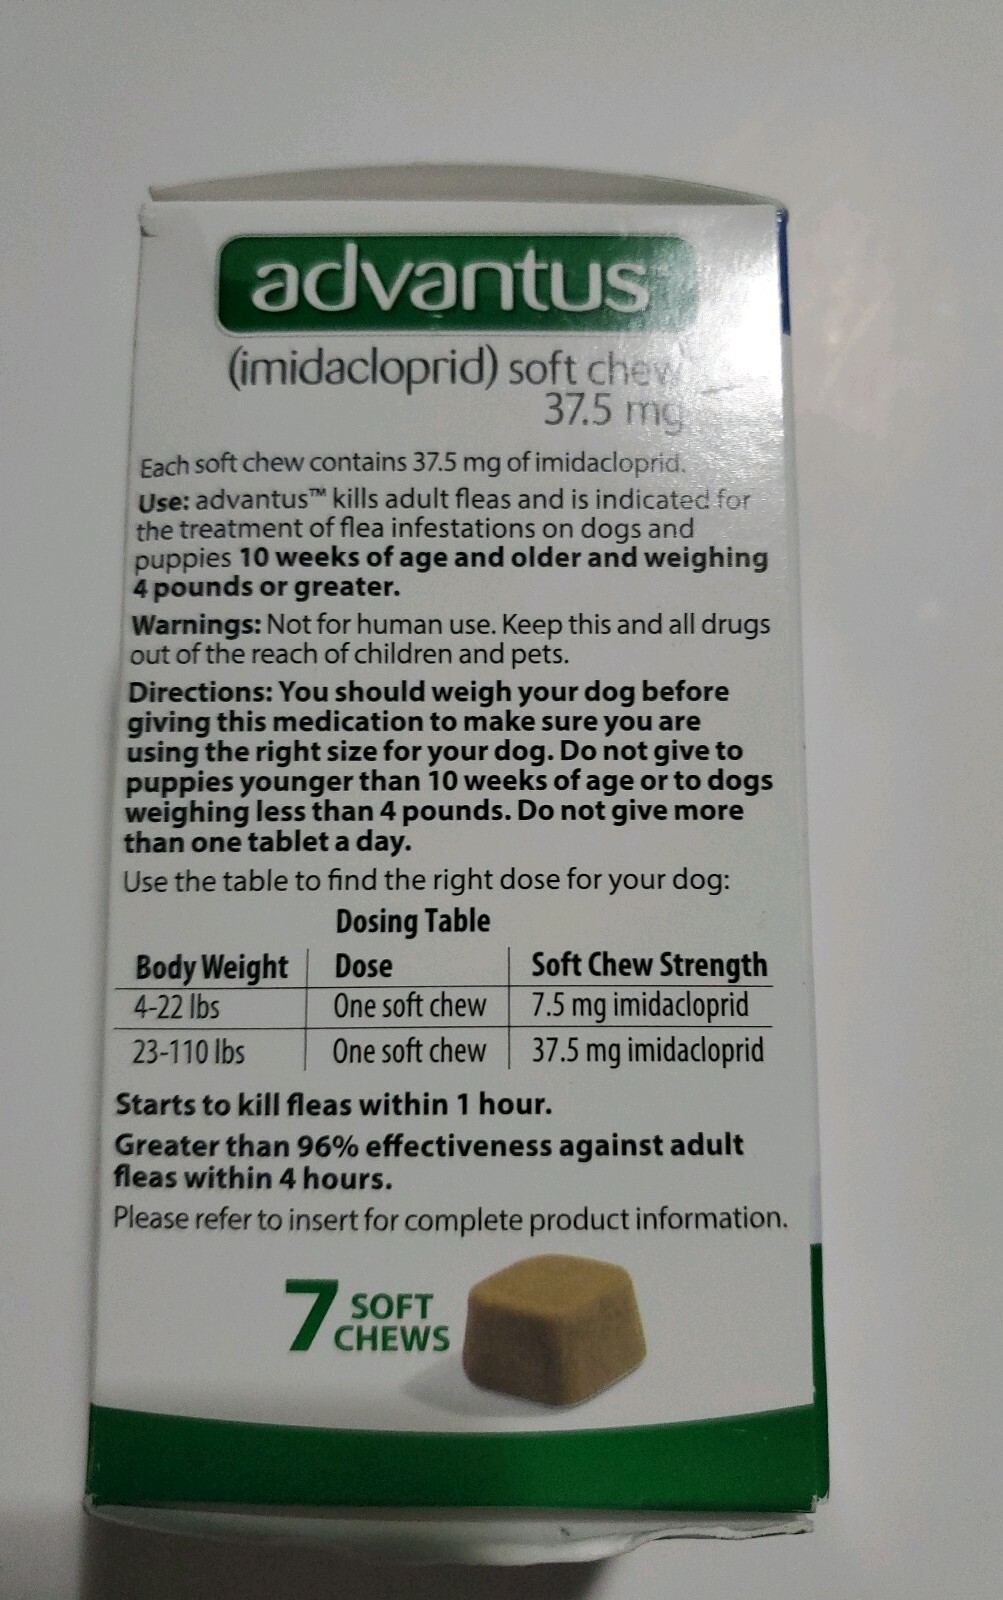 advantus
(imidacloprid) soft chew
37.5 mg
Each soft chew contains 37.5 mg of imidacloprid.
Use: advantus™ kills adult fleas and is indicated for
the treatment of flea infestations on dogs and
puppies 10 weeks of age and older and weighing
4 pounds or greater.
Warnings: Not for human use. Keep this and all drugs
out of the reach of children and pets.
Directions: You should weigh your dog before
giving this medication to make sure you are
using the right size for your dog. Do not give to
puppies younger than 10 weeks of age or to dogs
weighing less than 4 pounds. Do not give more
than one tablet a day.
Use the table to find the right dose for your dog:
Dosing Table
Body Weight Dose Soft Chew Strength
4-22 lbs One soft chew 7.5 mg imidacloprid
23-110 lbs One soft chew 37.5 mg imidacloprid
Starts to kill fleas within 1 hour.
Greater than 96% effectiveness against adult
fleas within 4 hours.
Please refer to insert for complete product information.
7 SOFT
CHEWS